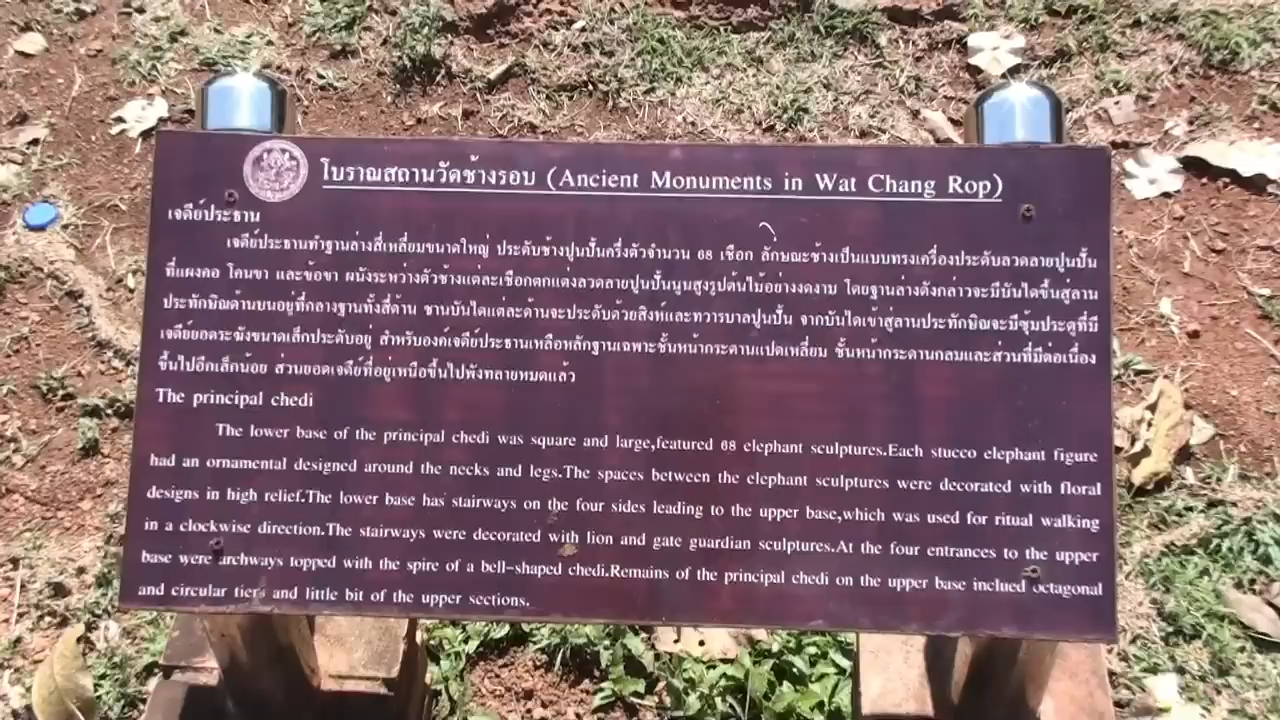 โบราณสถานวัดช้างรอบ (Ancient Monuments in Wat Chang Rop)
เจดีย์ประธาน
เจดีย์ประธานทำฐานล่างสี่เหลี่ยมขนาดใหญ่ ประดับช้างปูนปั้นครึ่งตัวจำนวน 68 เชือก ลักษณะช้างเป็นแบบทรงเครื่องประดับลวดลายปูนปั้น
ที่แผงคอ โคนขา และข้อขา ผนังระหว่างตัวช้างแต่ละเชือกตกแต่งลวดลายปูนปั้นนูนสูงรูปต้นไม้อย่างงดงาม โดยฐานล่างดังกล่าวจะมีบันไดขึ้นสู่ลาน
ประทักษิณด้านบนอยู่ที่กลางฐานทั้งสี่ด้าน ชานบันไดแต่ละด้านจะประดับด้วยสิงห์และทวารบาลปูนปั้น จากบันไดเข้าสู่ลานประทักษิณจะมีซุ้มประตูที่มี
เจดีย์ยอดระฆังขนาดเล็กประดับอยู่ สำหรับองค์เจดีย์ประธานเหลือหลักฐานเฉพาะชั้นหน้ากระดานแปดเหลี่ยม ชั้นหน้ากระดานกลมและส่วนที่มีต่อเนื่อง
ขึ้นไปอีกเล็กน้อย ส่วนยอดเจดีย์ที่อยู่เหนือขึ้นไปพังทลายหมดแล้ว
The principal chedi
The lower base of the principal chedi was square and large,featured 68 elephant sculptures.Each stucco elephant figure
had an ornamental designed around the necks and legs.The spaces between the elephant sculptures were decorated with floral
designs in high relief.The lower base has stairways on the four sides leading to the upper base,which was used for ritual walking
in a clockwise direction.The stairways were decorated with lion and gate guardian sculptures.At the four entrances to the upper
base were archways topped with the spire of a bell-shaped chedi.Remains of the principal chedi on the upper base inclued octagonal
and circular tiers and little bit of the upper sections.